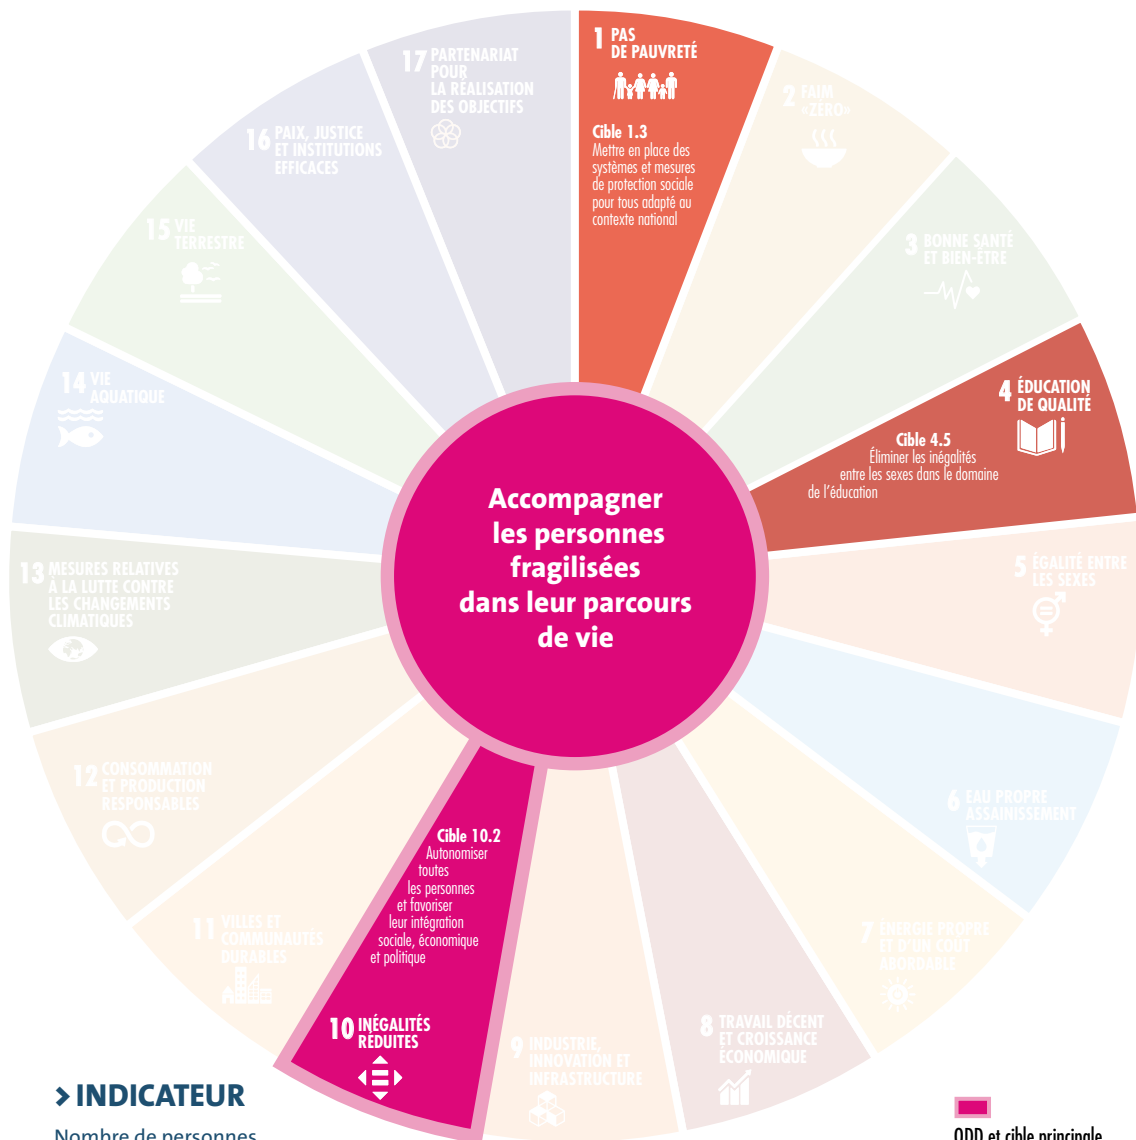 1 PAS
DE PAUVRETÉ
Cible 1.3
Mettre en place des
systèmes et mesures
de protection sociale
pour tous adapté au
contexte national
2 FAIM
«ZÉRO»
3 BONNE SANTÉ
ET BIEN-ÊTRE
4 ÉDUCATION
DE QUALITÉ
Cible 4.5
Éliminer les inégalités
entre les sexes dans le domaine
de l’éducation
5 ÉGALITÉ ENTRE
LES SEXES
6 EAU PROPRE
ASSAINISSEMENT
7 ÉNERGIE PROPRE
ET D’UN COÛT
ABORDABLE
8 TRAVAIL DÉCENT
ET CROISSANCE
ÉCONOMIQUE
9 INDUSTRIE,
INNOVATION ET
INFRASTRUCTURE
Cible 10.2
Autonomiser
toutes
les personnes
et favoriser
leur intégration
sociale, économique
et politique
10 INÉGALITÉS
RÉDUITES
11 VILLES ET
COMMUNAUTÉS
DURABLES
12 CONSOMMATION
ET PRODUCTION
RESPONSABLES
13 MESURES RELATIVES
À LA LUTTE CONTRE
LES CHANGEMENTS
CLIMATIQUES
14 VIE
AQUATIQUE
15 VIE
TERRESTRE
16 PAIX, JUSTICE
ET INSTITUTIONS
EFFICACES
17 PARTENARIAT
POUR
LA RÉALISATION
DES OBJECTIFS
Accompagner
les personnes
fragilisées
dans leur parcours
de vie
> INDICATEUR
Nombre de personnes
ODD et cible principale